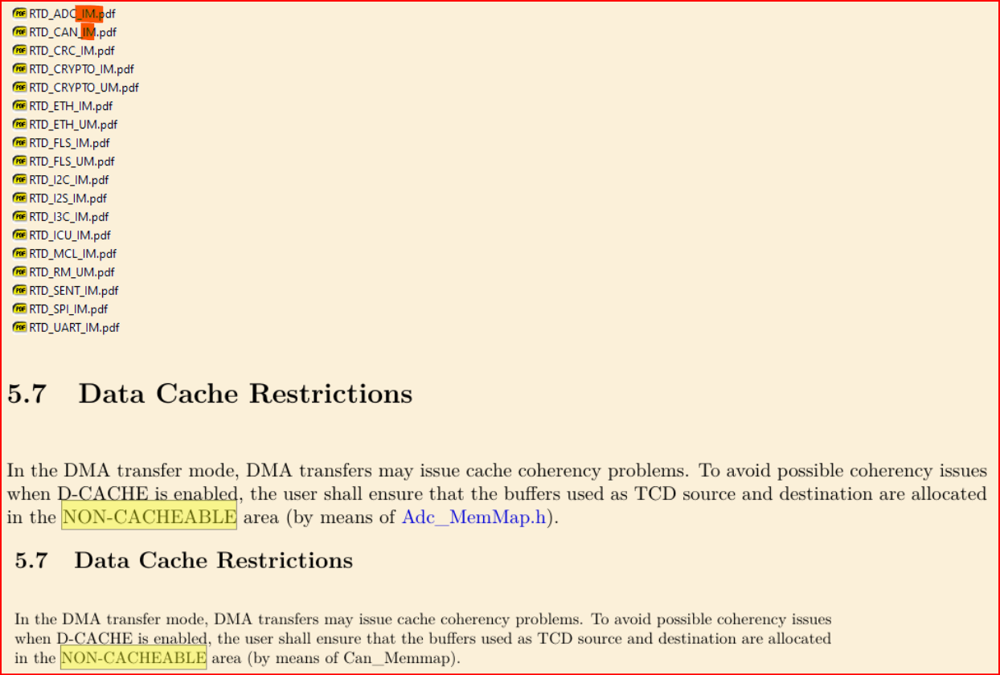 RTD_ADC_IM.pdf
RTD_CAN_IM.pdf
RTD_CRC_IM.pdf
RTD_CRYPTO_IM.pdf
RTD_CRYPTO_UM.pdf
RTD_ETH_IM.pdf
RTD_ETH_UM.pdf
RTD_FLS_IM.pdf
RTD_FLS_UM.pdf
RTD_I2C_IM.pdf
RTD_I2S_IM.pdf
RTD_I3C_IM.pdf
RTD_ICU_IM.pdf
RTD_MCL_IM.pdf
RTD_RM_UM.pdf
RTD_SENT_IM.pdf
RTD_SPI_IM.pdf
RTD_UART_IM.pdf
5.7 Data Cache Restrictions
In the DMA transfer mode, DMA transfers may issue cache coherency problems. To avoid possible coherency issues
when D-CACHE is enabled, the user shall ensure that the buffers used as TCD source and destination are allocated
in the NON-CACHEABLE area (by means of Adc_MemMap.h).
5.7 Data Cache Restrictions
In the DMA transfer mode, DMA transfers may issue cache coherency problems. To avoid possible coherency issues
when D-CACHE is enabled, the user shall ensure that the buffers used as TCD source and destination are allocated
in the NON-CACHEABLE area (by means of Can_Memmap).